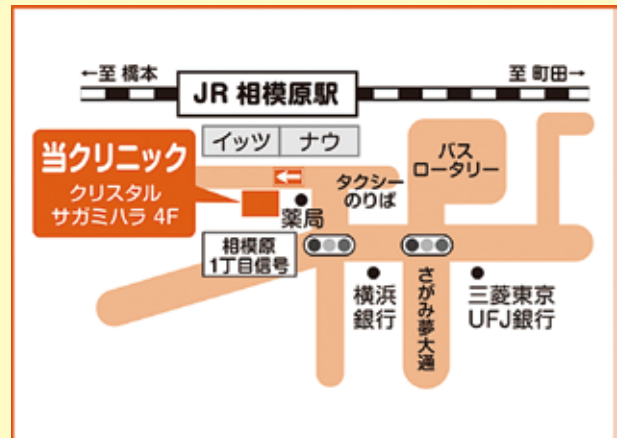 ←至 橋本
至 町田→
JR 相模原駅
イッツ
ナウ
当クリニック
クリスタル
サガミハラ 4F
←
薬局
タクシー
のりば
バス
ロータリー
相模原
1丁目信号
横浜
銀行
さがみ夢大通
三菱東京
UFJ銀行